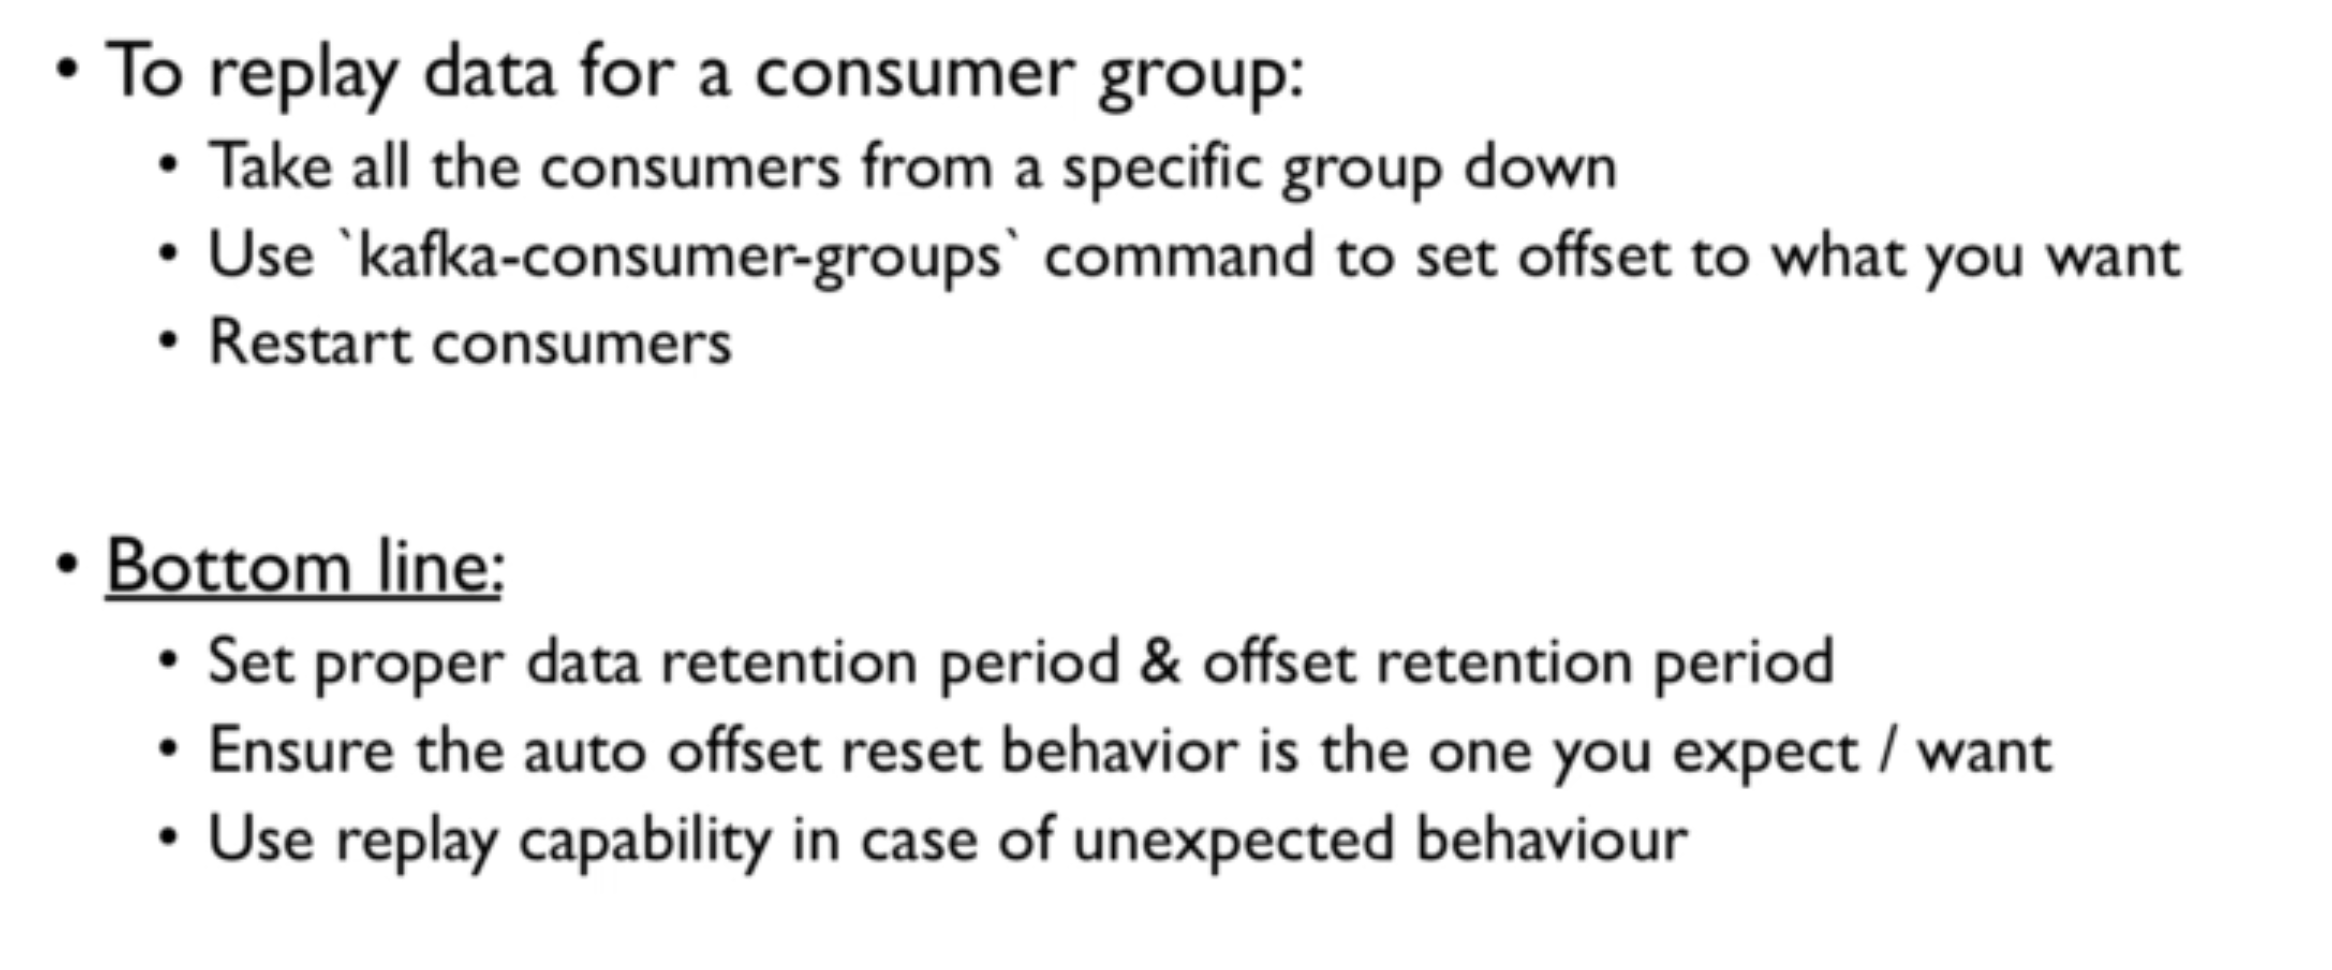 • To replay data for a consumer group:
• Take all the consumers from a specific group down
• Use `kafka-consumer-groups` command to set offset to what you want
• Restart consumers
• Bottom line:
• Set proper data retention period & offset retention period
• Ensure the auto offset reset behavior is the one you expect / want
• Use replay capability in case of unexpected behaviour